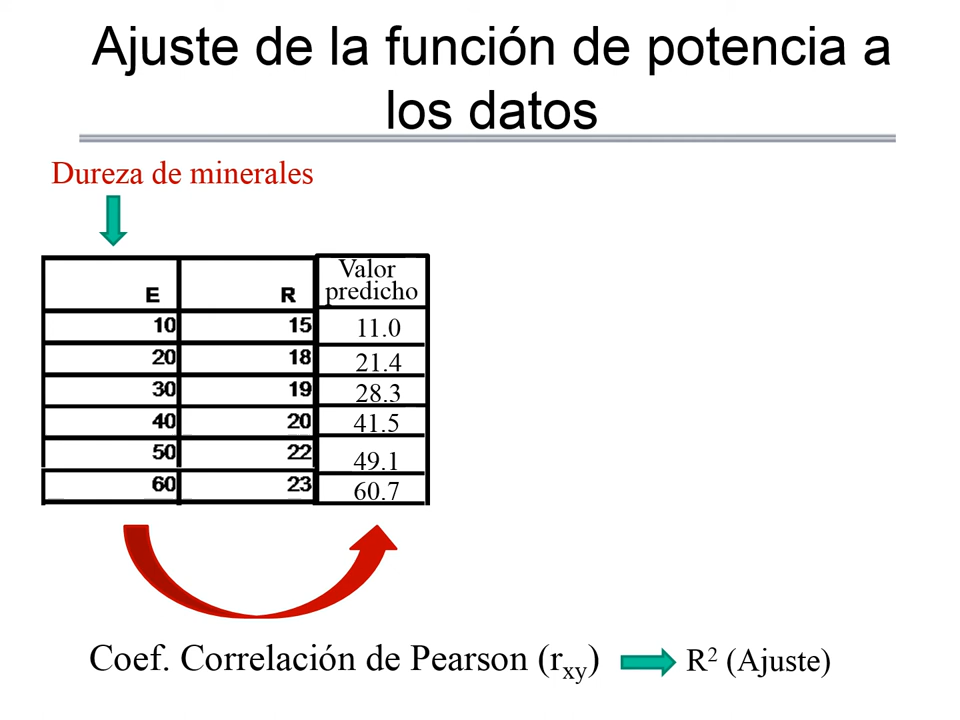 Ajuste de la función de potencia a
los datos
Dureza de minerales
E R Valor predicho
10 15 11.0
20 18 21.4
30 19 28.3
40 20 41.5
50 22 49.1
60 23 60.7
Coef. Correlación de Pearson (rxy) R² (Ajuste)